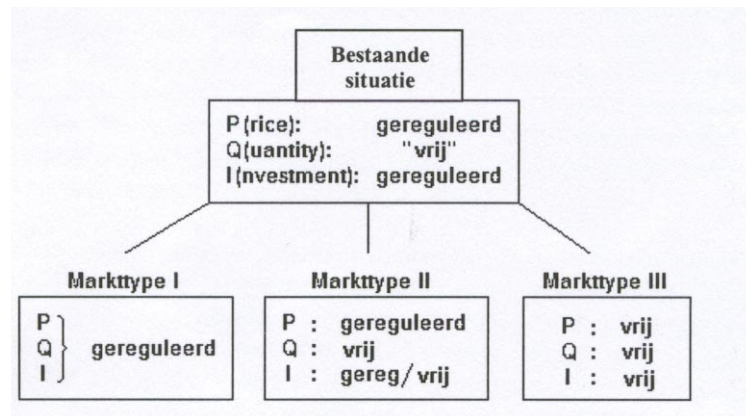 Bestaande
situatie
P(rice): gereguleerd
Q(uantity): "vrij"
I(nvestment): gereguleerd
Markttype I
P
Q gereguleerd
I
Markttype II
P : gereguleerd
Q : vrij
I : gereg/vrij
Markttype III
P : vrij
Q : vrij
I : vrij